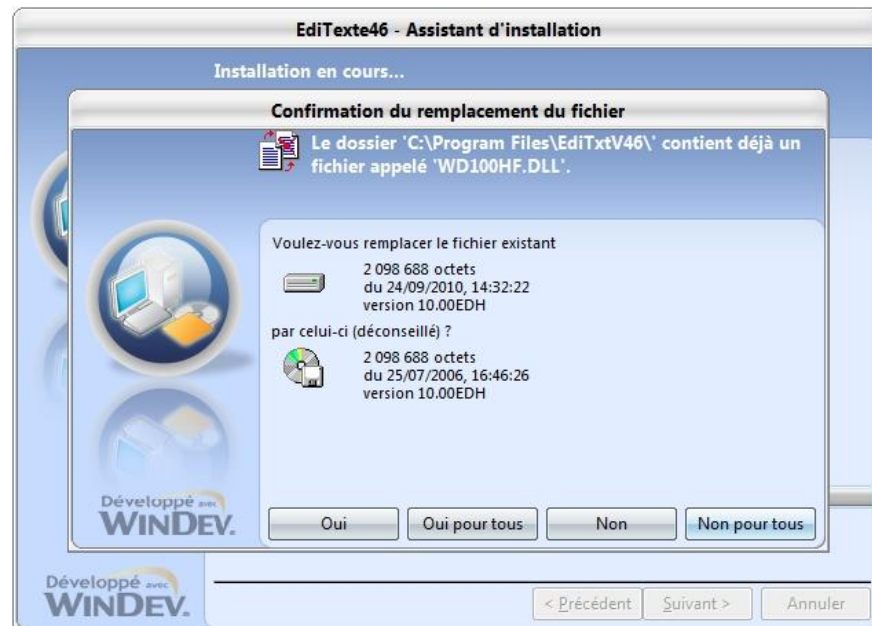 EdiTexte46 - Assistant d'installation
Installation en cours...
Confirmation du remplacement du fichier
Le dossier 'C:\Program Files\EdiTxtV46\' contient déjà un
fichier appelé 'WD100HF.DLL'.
Voulez-vous remplacer le fichier existant
2 098 688 octets
du 24/09/2010, 14:32:22
version 10.00EDH
par celui-ci (déconseillé) ?
2 098 688 octets
du 25/07/2006, 16:46:26
version 10.00EDH
Développé avec
WINDEV.
Oui
Oui pour tous
Non
Non pour tous
Développé avec
WINDEV.
< Précédent
Suivant >
Annuler